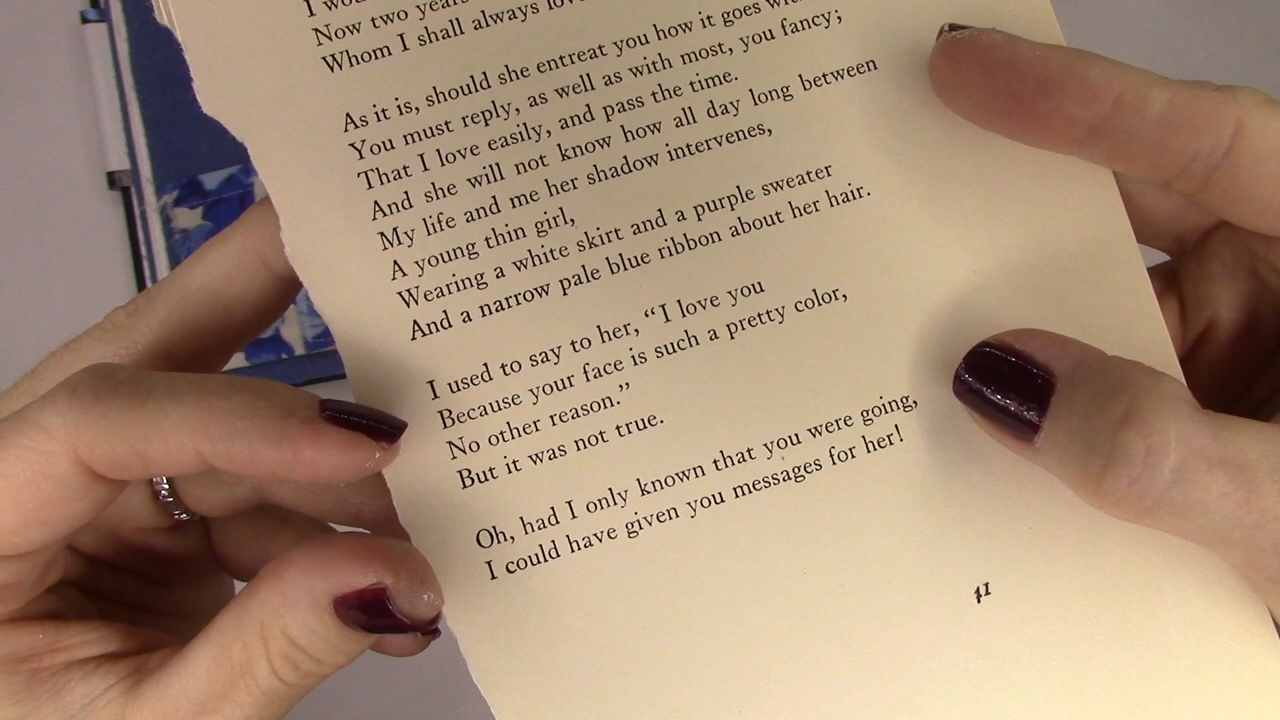 Now two years
Whom I shall always
As it is, should she entreat you how it goes
You must reply, as well as with most, you fancy;
That I love easily, and pass the time.
And she will not know how all day long between
My life and me her shadow intervenes,
A young thin girl,
Wearing a white skirt and a purple sweater
And a narrow pale blue ribbon about her hair.
I used to say to her, “I love you
Because your face is such a pretty color,
No other reason.”
But it was not true.
Oh, had I only known that you were going,
I could have given you messages for her!
41